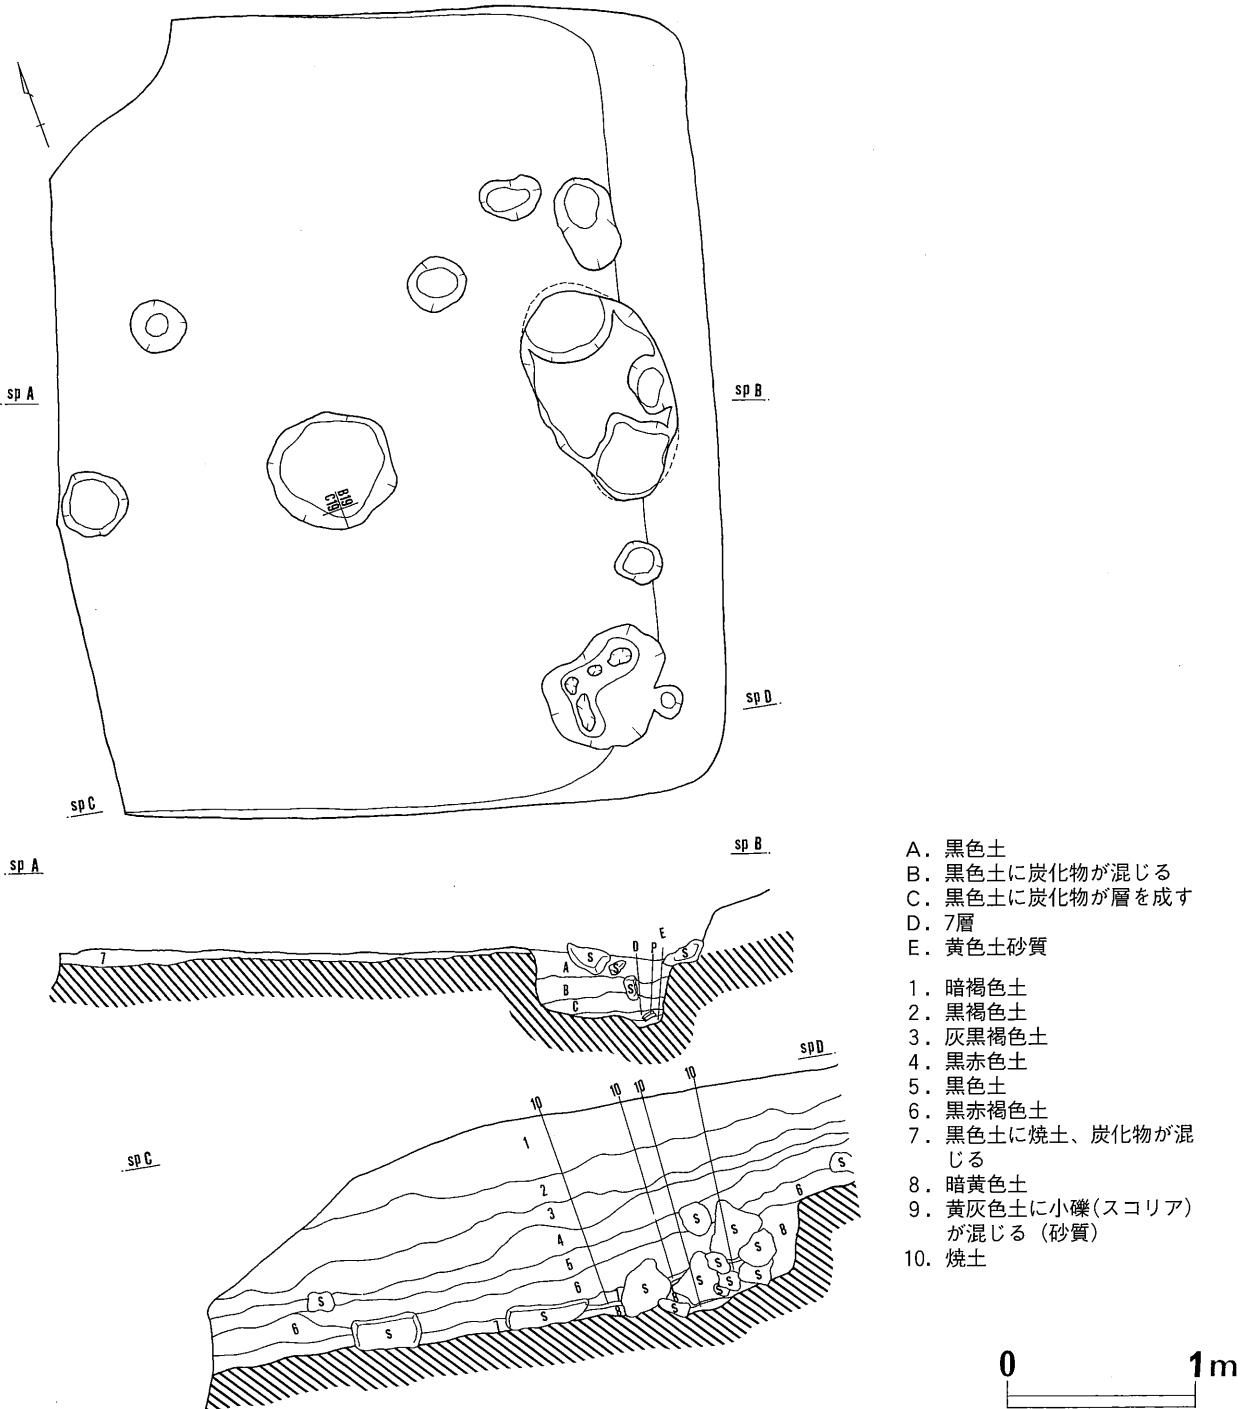 sp A
sp B
B19
C19
sp D
sp C
sp B
sp A
D P E
7
S
S
S
A
B
S
C
A. 黒色土
B. 黒色土に炭化物が混じる
C. 黒色土に炭化物が層を成す
D. 7層
E. 黄色土砂質
1. 暗褐色土
2. 黒褐色土
3. 灰黒褐色土
4. 黒赤色土
5. 黒色土
6. 黒赤褐色土
7. 黒色土に焼土、炭化物が混
じる
8. 暗黄色土
9. 黄灰色土に小礫(スコリア)
が混じる (砂質)
10. 焼土
spD
10
10
10
10
sp C
1
2
3
4
5
6
6
8
S
S
S
S
S
S
S
S
S
S
S
S
S
6
7
8
8
0 1m